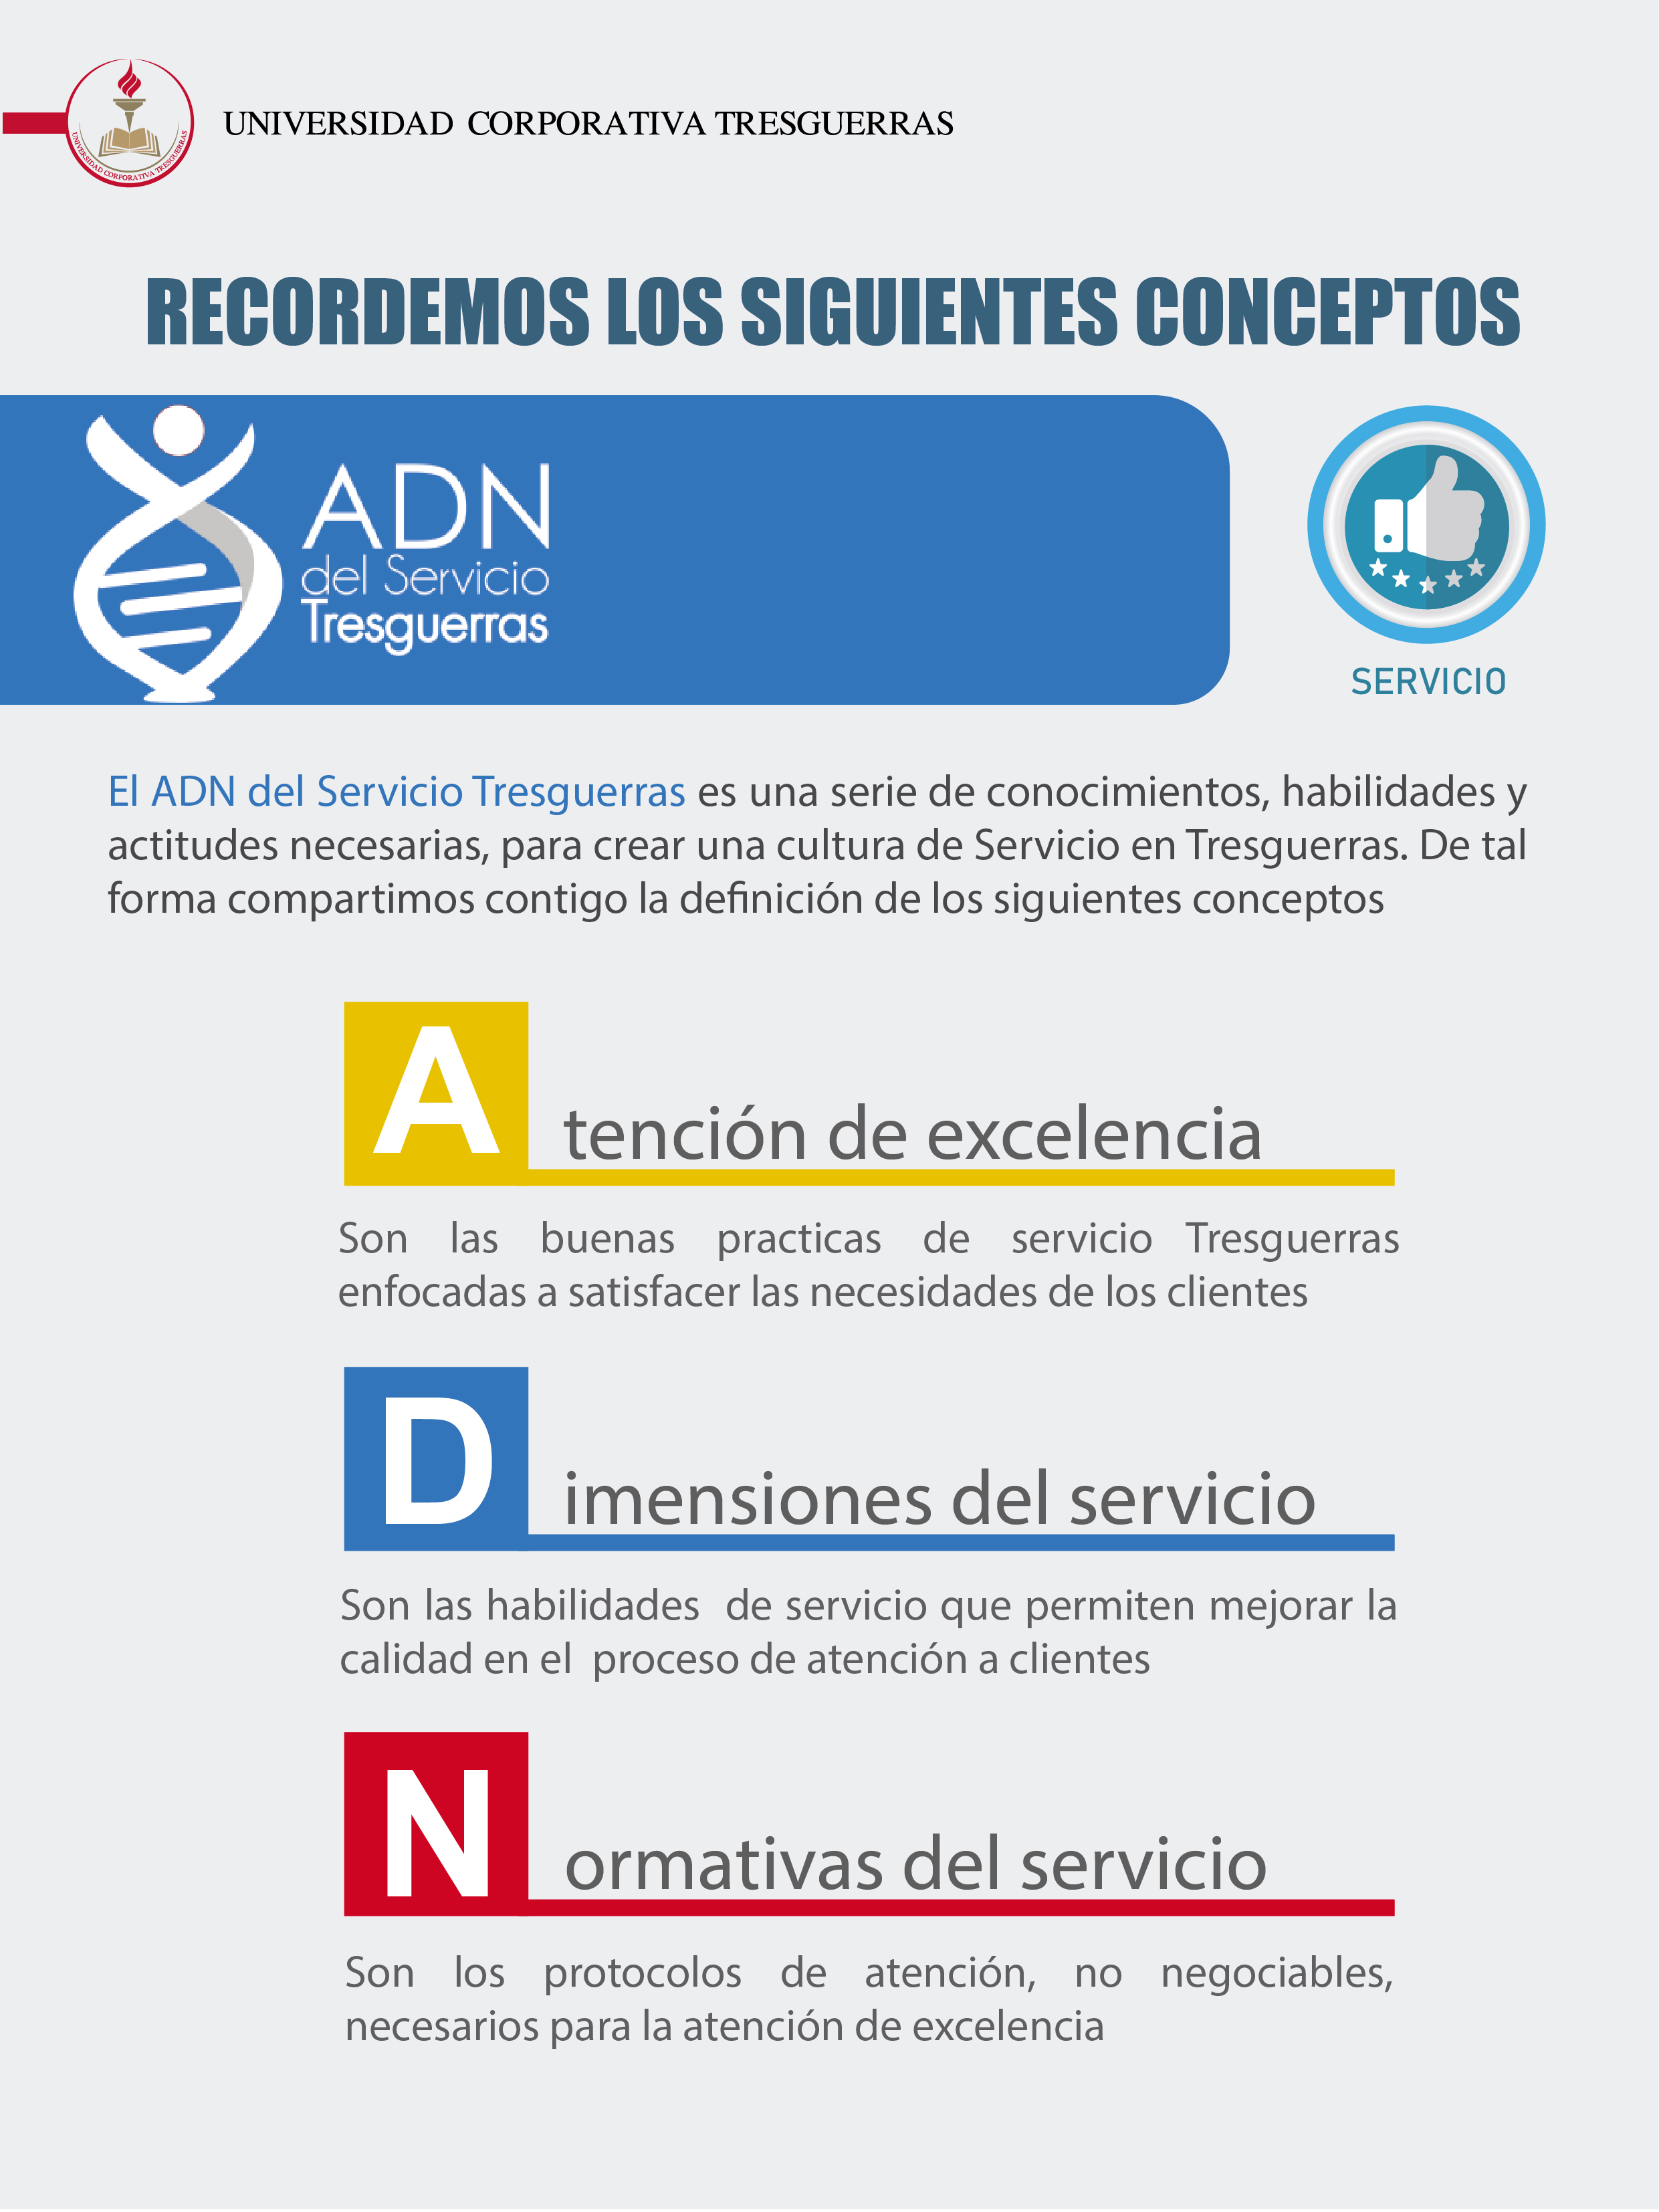 UNIVERSIDAD CORPORATIVA TRESGUERRAS
UNIVERSIDAD CORPORATIVA TRESGUERRAS
RECORDEMOS LOS SIGUIENTES CONCEPTOS
ADN
del Servicio
Tresguerras
SERVICIO
El ADN del Servicio Tresguerras es una serie de conocimientos, habilidades y
actitudes necesarias, para crear una cultura de Servicio en Tresguerras. De tal
forma compartimos contigo la definición de los siguientes conceptos
Atención de excelencia
Son las buenas practicas de servicio Tresguerras
enfocadas a satisfacer las necesidades de los clientes
Dimensiones del servicio
Son las habilidades de servicio que permiten mejorar la
calidad en el proceso de atención a clientes
Normativas del servicio
Son los protocolos de atención, no negociables,
necesarios para la atención de excelencia